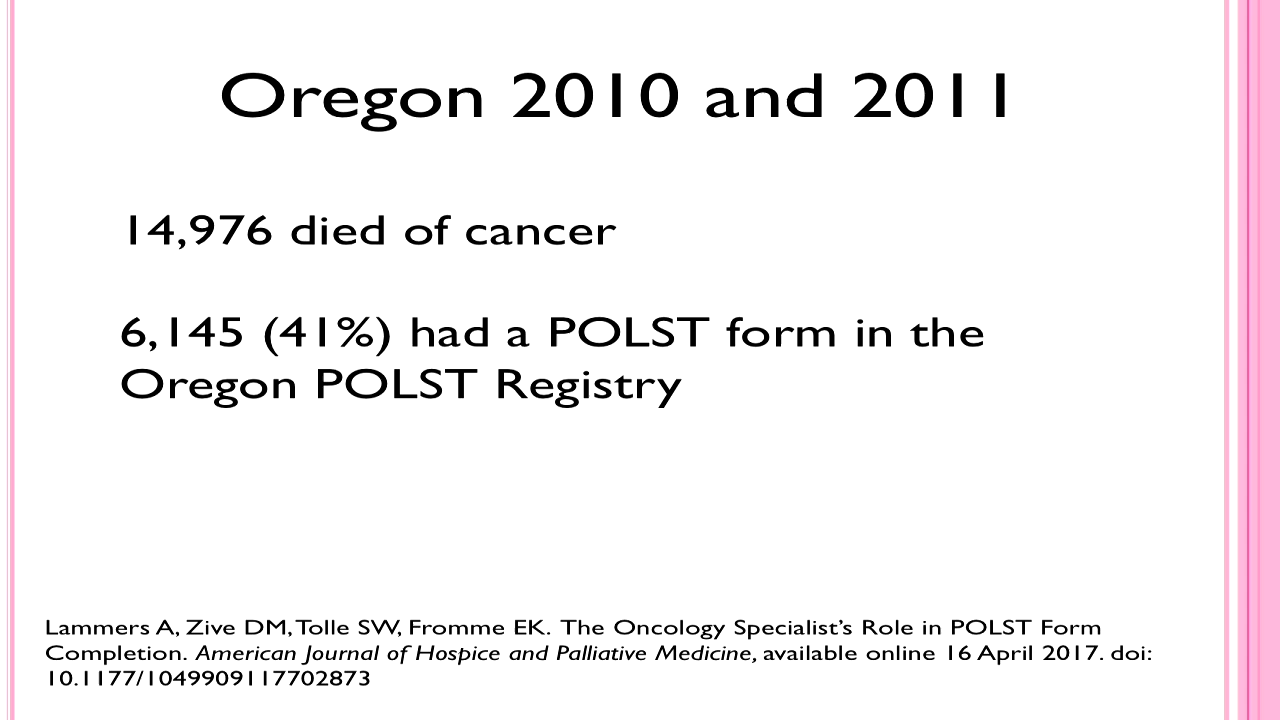 Oregon 2010 and 2011
14,976 died of cancer
6,145 (41%) had a POLST form in the
Oregon POLST Registry
Lammers A, Zive DM, Tolle SW, Fromme EK. The Oncology Specialist’s Role in POLST Form
Completion. American Journal of Hospice and Palliative Medicine, available online 16 April 2017. doi:
10.1177/1049909117702873